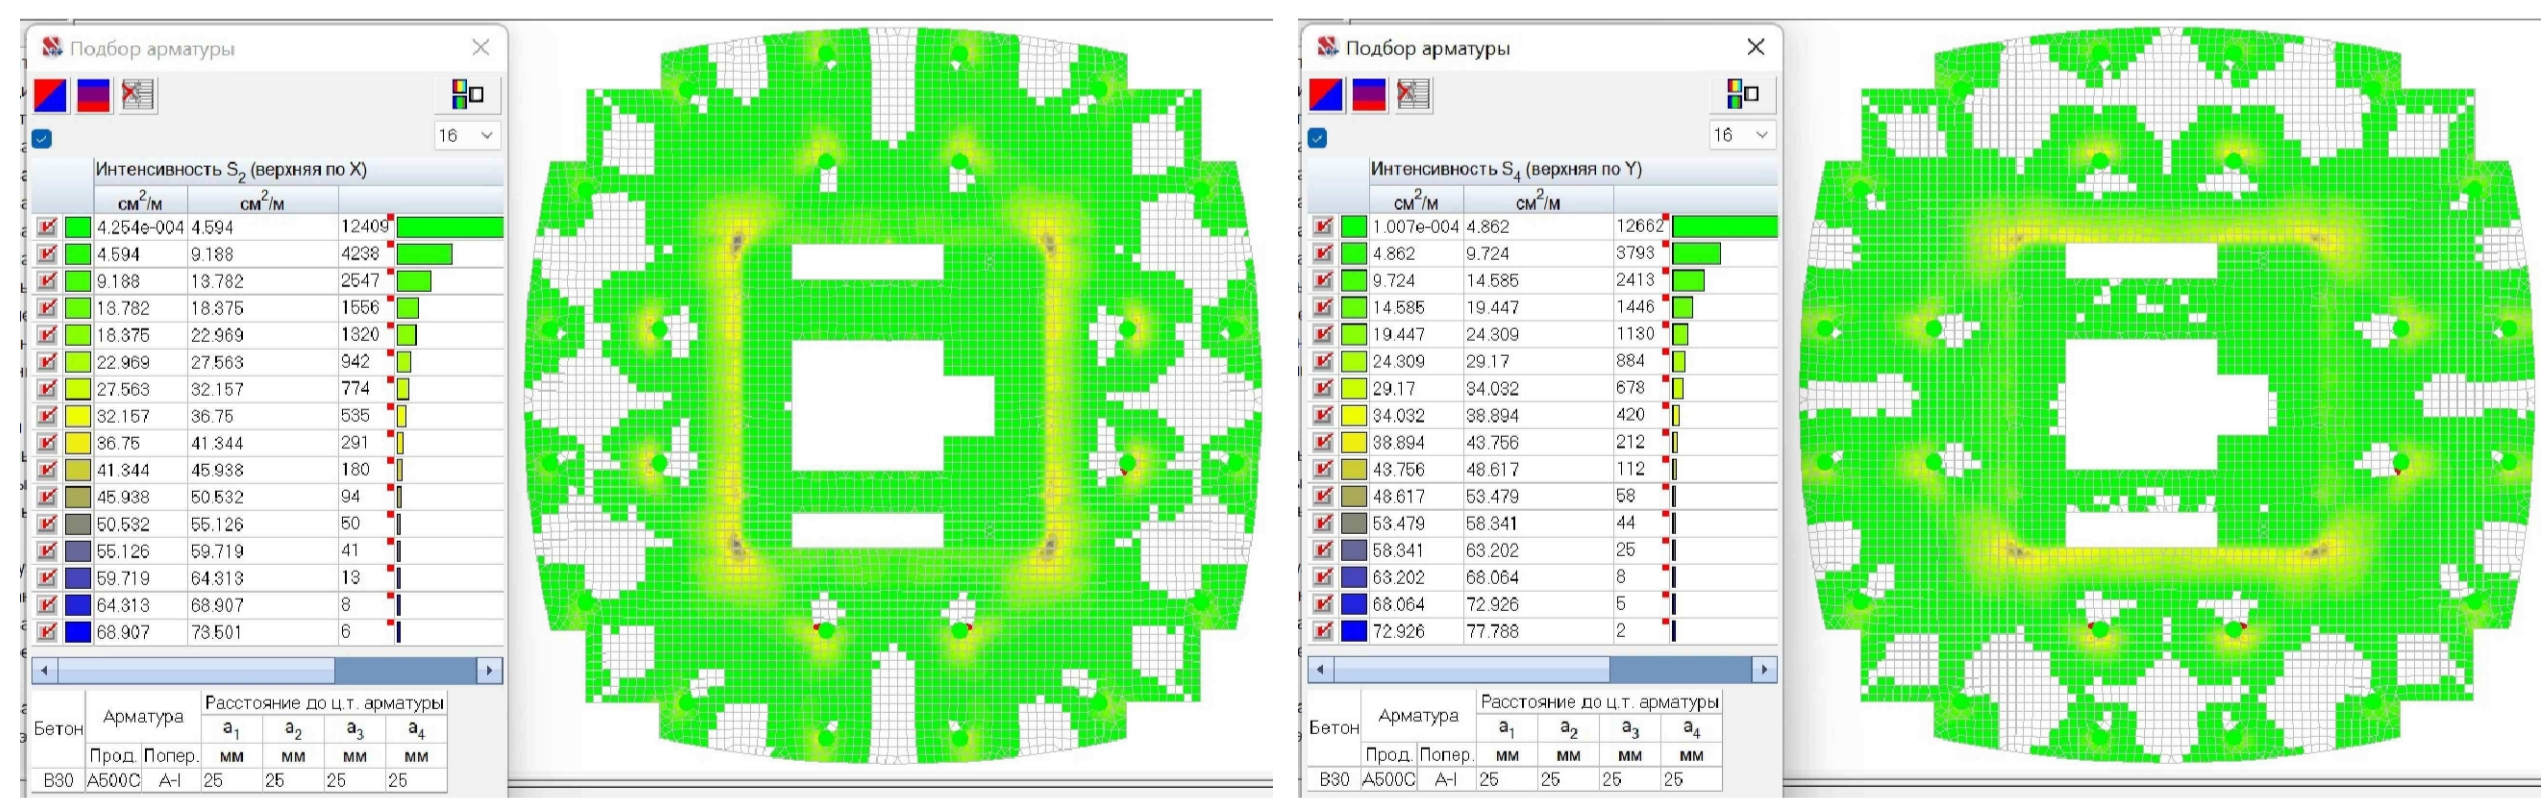 Подбор арматуры
16
Интенсивность S2 (верхняя по X)
см2/м см2/м
4.254e-004 4.594 12409
4.594 9.188 4238
9.188 13.782 2547
13.782 18.375 1556
18.375 22.969 1320
22.969 27.563 942
27.563 32.157 774
32.157 36.75 535
36.75 41.344 291
41.344 45.938 180
45.938 50.532 94
50.532 55.126 50
55.126 59.719 41
59.719 64.313 13
64.313 68.907 8
68.907 73.501 6
Бетон Арматура Расстояние до ц.т. арматуры
a1 a2 a3 a4
Прод. Попер. мм мм мм мм
B30 A500C A-I 25 25 25 25
Подбор арматуры
16
Интенсивность S4 (верхняя по Y)
см2/м см2/м
1.007e-004 4.862 12662
4.862 9.724 3793
9.724 14.585 2413
14.585 19.447 1446
19.447 24.309 1130
24.309 29.17 884
29.17 34.032 678
34.032 38.894 420
38.894 43.756 212
43.756 48.617 112
48.617 53.479 58
53.479 58.341 44
58.341 63.202 25
63.202 68.064 8
68.064 72.926 5
72.926 77.788 2
Бетон Арматура Расстояние до ц.т. арматуры
a1 a2 a3 a4
Прод. Попер. мм мм мм мм
B30 A500C A-I 25 25 25 25